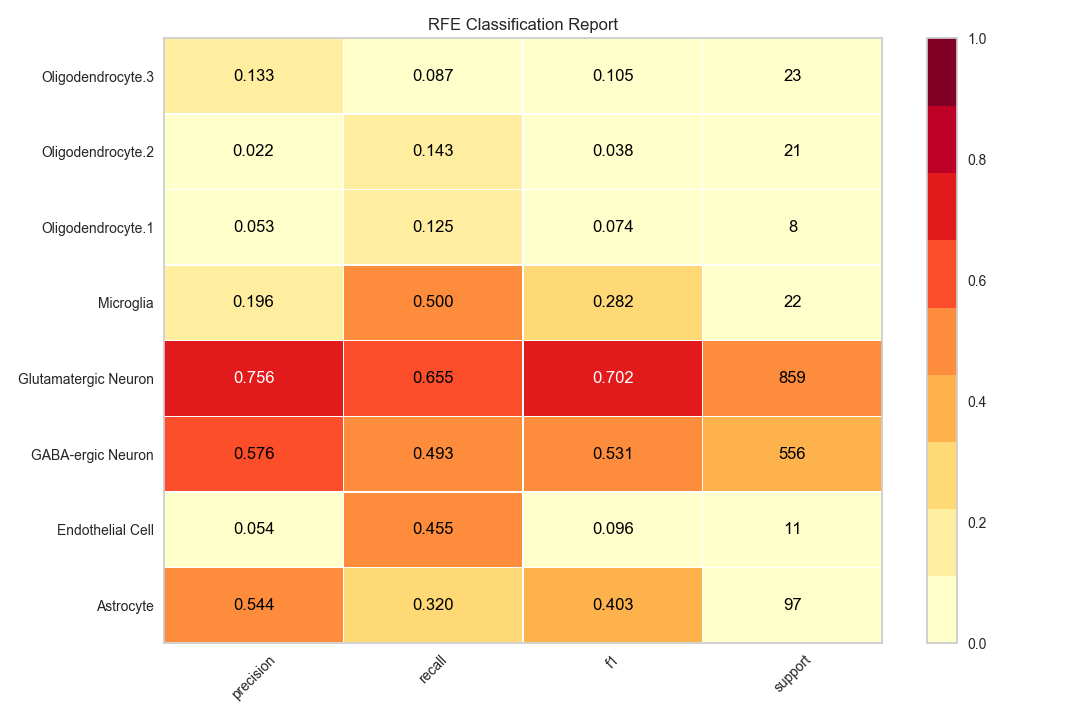 RFE Classification Report
Oligodendrocyte.3 0.133 0.087 0.105 23
Oligodendrocyte.2 0.022 0.143 0.038 21
Oligodendrocyte.1 0.053 0.125 0.074 8
Microglia 0.196 0.500 0.282 22
Glutamatergic Neuron 0.756 0.655 0.702 859
GABA-ergic Neuron 0.576 0.493 0.531 556
Endothelial Cell 0.054 0.455 0.096 11
Astrocyte 0.544 0.320 0.403 97
precision recall f1 support
1.0
0.8
0.6
0.4
0.2
0.0